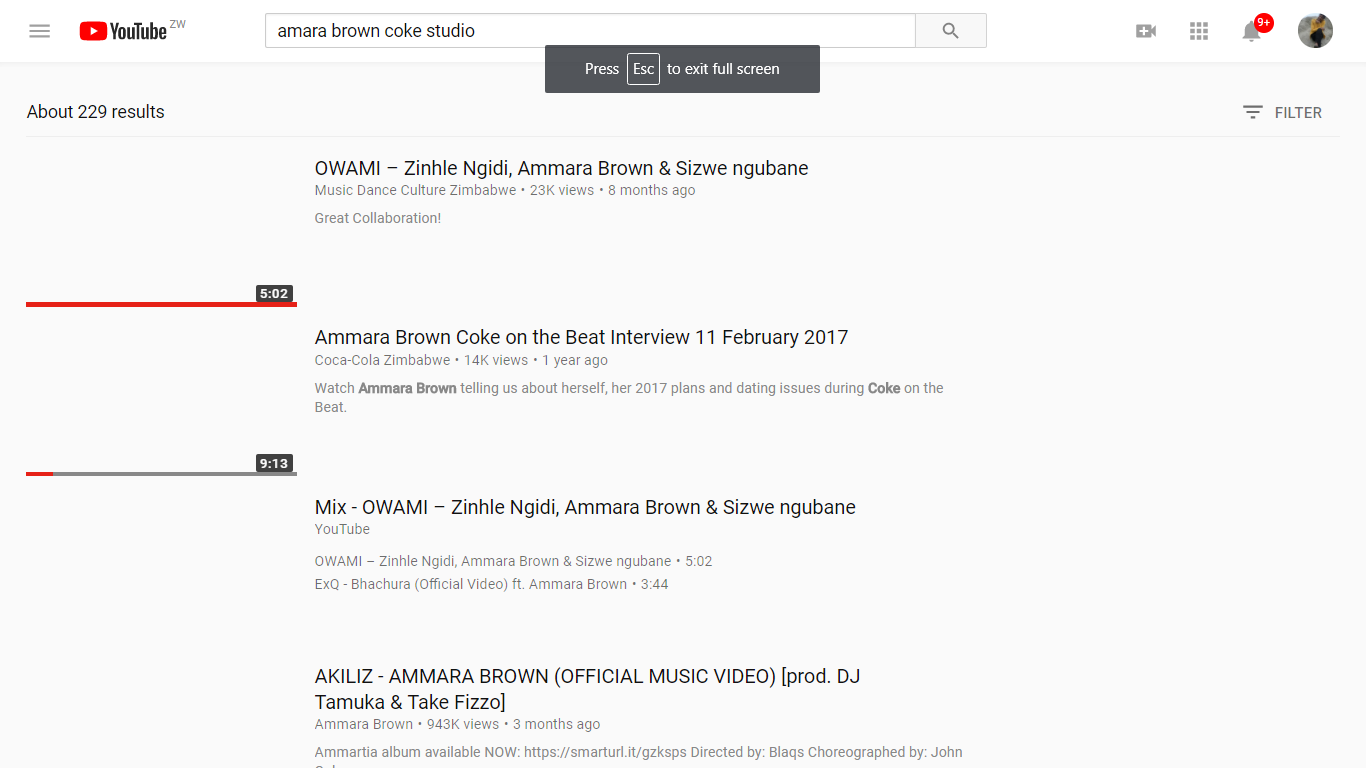 YouTube ZW
amara brown coke studio
9+
Press Esc to exit full screen
About 229 results
FILTER
OWAMI – Zinhle Ngidi, Ammara Brown & Sizwe ngubane
Music Dance Culture Zimbabwe • 23K views • 8 months ago
Great Collaboration!
5:02
Ammara Brown Coke on the Beat Interview 11 February 2017
Coca-Cola Zimbabwe • 14K views • 1 year ago
Watch Ammara Brown telling us about herself, her 2017 plans and dating issues during Coke on the
Beat.
9:13
Mix - OWAMI – Zinhle Ngidi, Ammara Brown & Sizwe ngubane
YouTube
OWAMI – Zinhle Ngidi, Ammara Brown & Sizwe ngubane • 5:02
ExQ - Bhachura (Official Video) ft. Ammara Brown • 3:44
AKILIZ - AMMARA BROWN (OFFICIAL MUSIC VIDEO) [prod. DJ
Tamuka & Take Fizzo]
Ammara Brown • 943K views • 3 months ago
Ammartia album available NOW: https://smarturl.it/gzksps Directed by: Blaqs Choreographed by: John